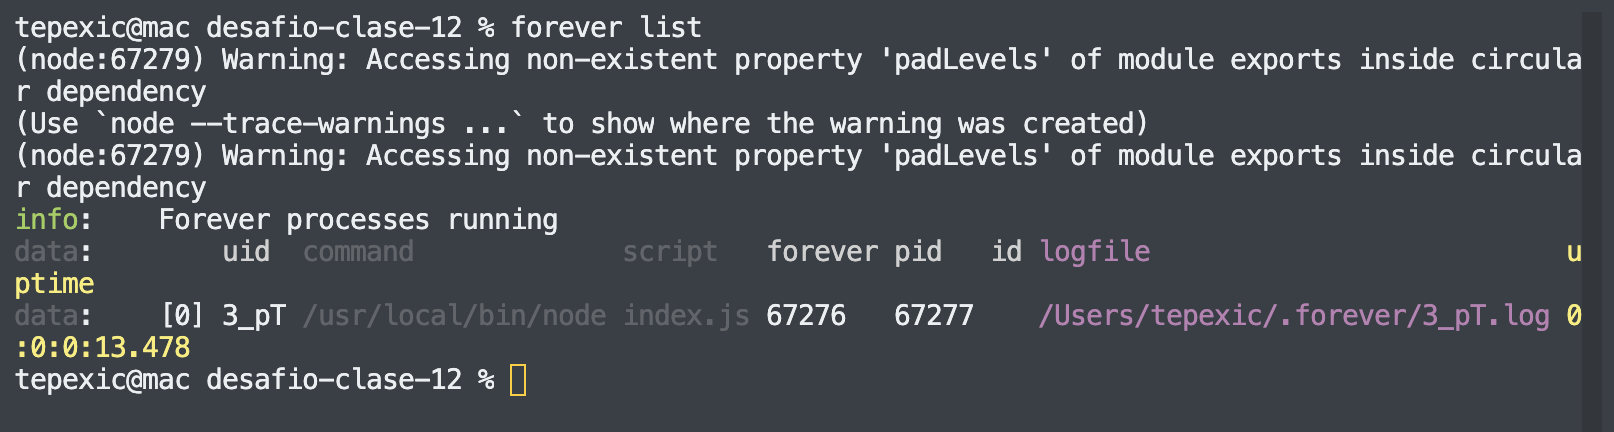 tepexic@mac desafio-clase-12 % forever list
(node:67279) Warning: Accessing non-existent property 'padLevels' of module exports inside circula
r dependency
(Use `node --trace-warnings ...` to show where the warning was created)
(node:67279) Warning: Accessing non-existent property 'padLevels' of module exports inside circula
r dependency
info:    Forever processes running
data:        uid  command             script   forever pid   id logfile                          u
ptime
data:    [0] 3_pT /usr/local/bin/node index.js 67276   67277    /Users/tepexic/.forever/3_pT.log 0
:0:0:13.478
tepexic@mac desafio-clase-12 %